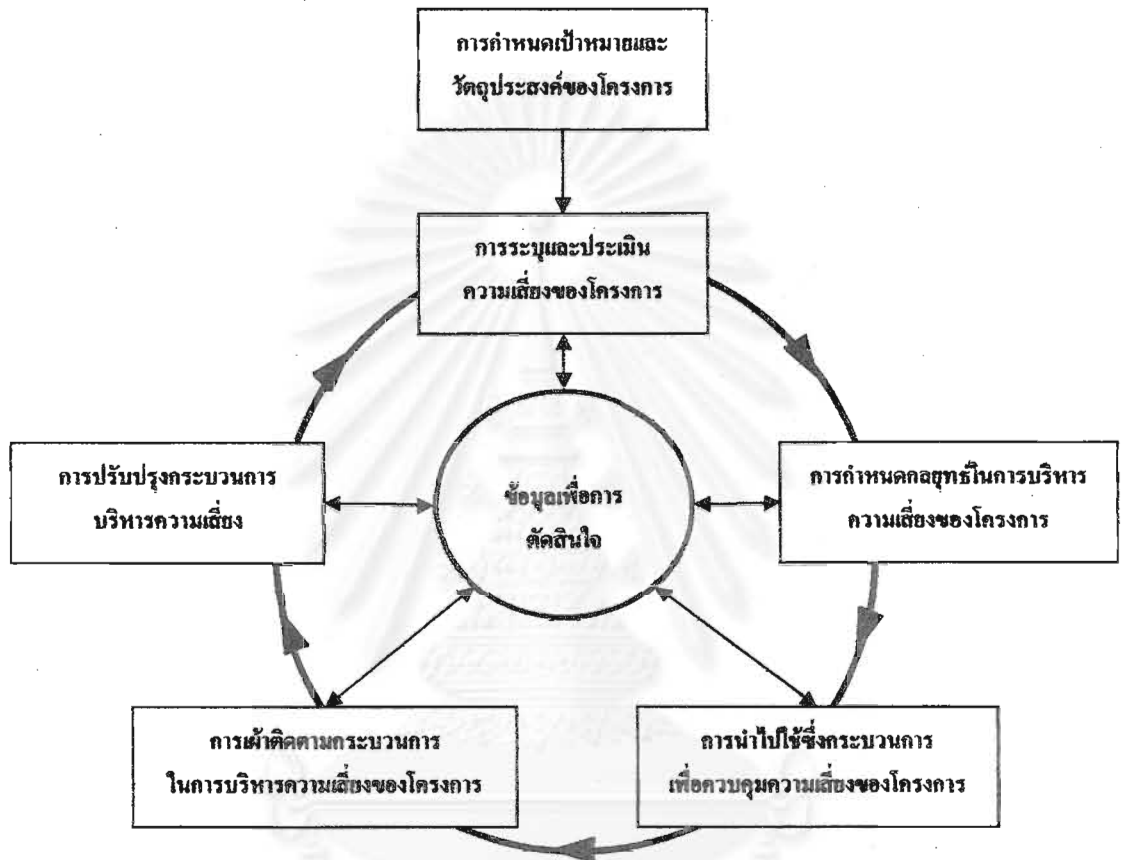 การกำหนดเป้าหมายและ
วัตถุประสงค์ของโครงการ
การระบุและประเมิน
ความเสี่ยงของโครงการ
การปรับปรุงกระบวนการ
บริหารความเสี่ยง
ข้อมูลเพื่อการ
ตัดสินใจ
การกำหนดกลยุทธ์ในการบริหาร
ความเสี่ยงของโครงการ
การเฝ้าติดตามกระบวนการ
ในการบริหารความเสี่ยงของโครงการ
การนำไปใช้ซึ่งกระบวนการ
เพื่อควบคุมความเสี่ยงของโครงการ